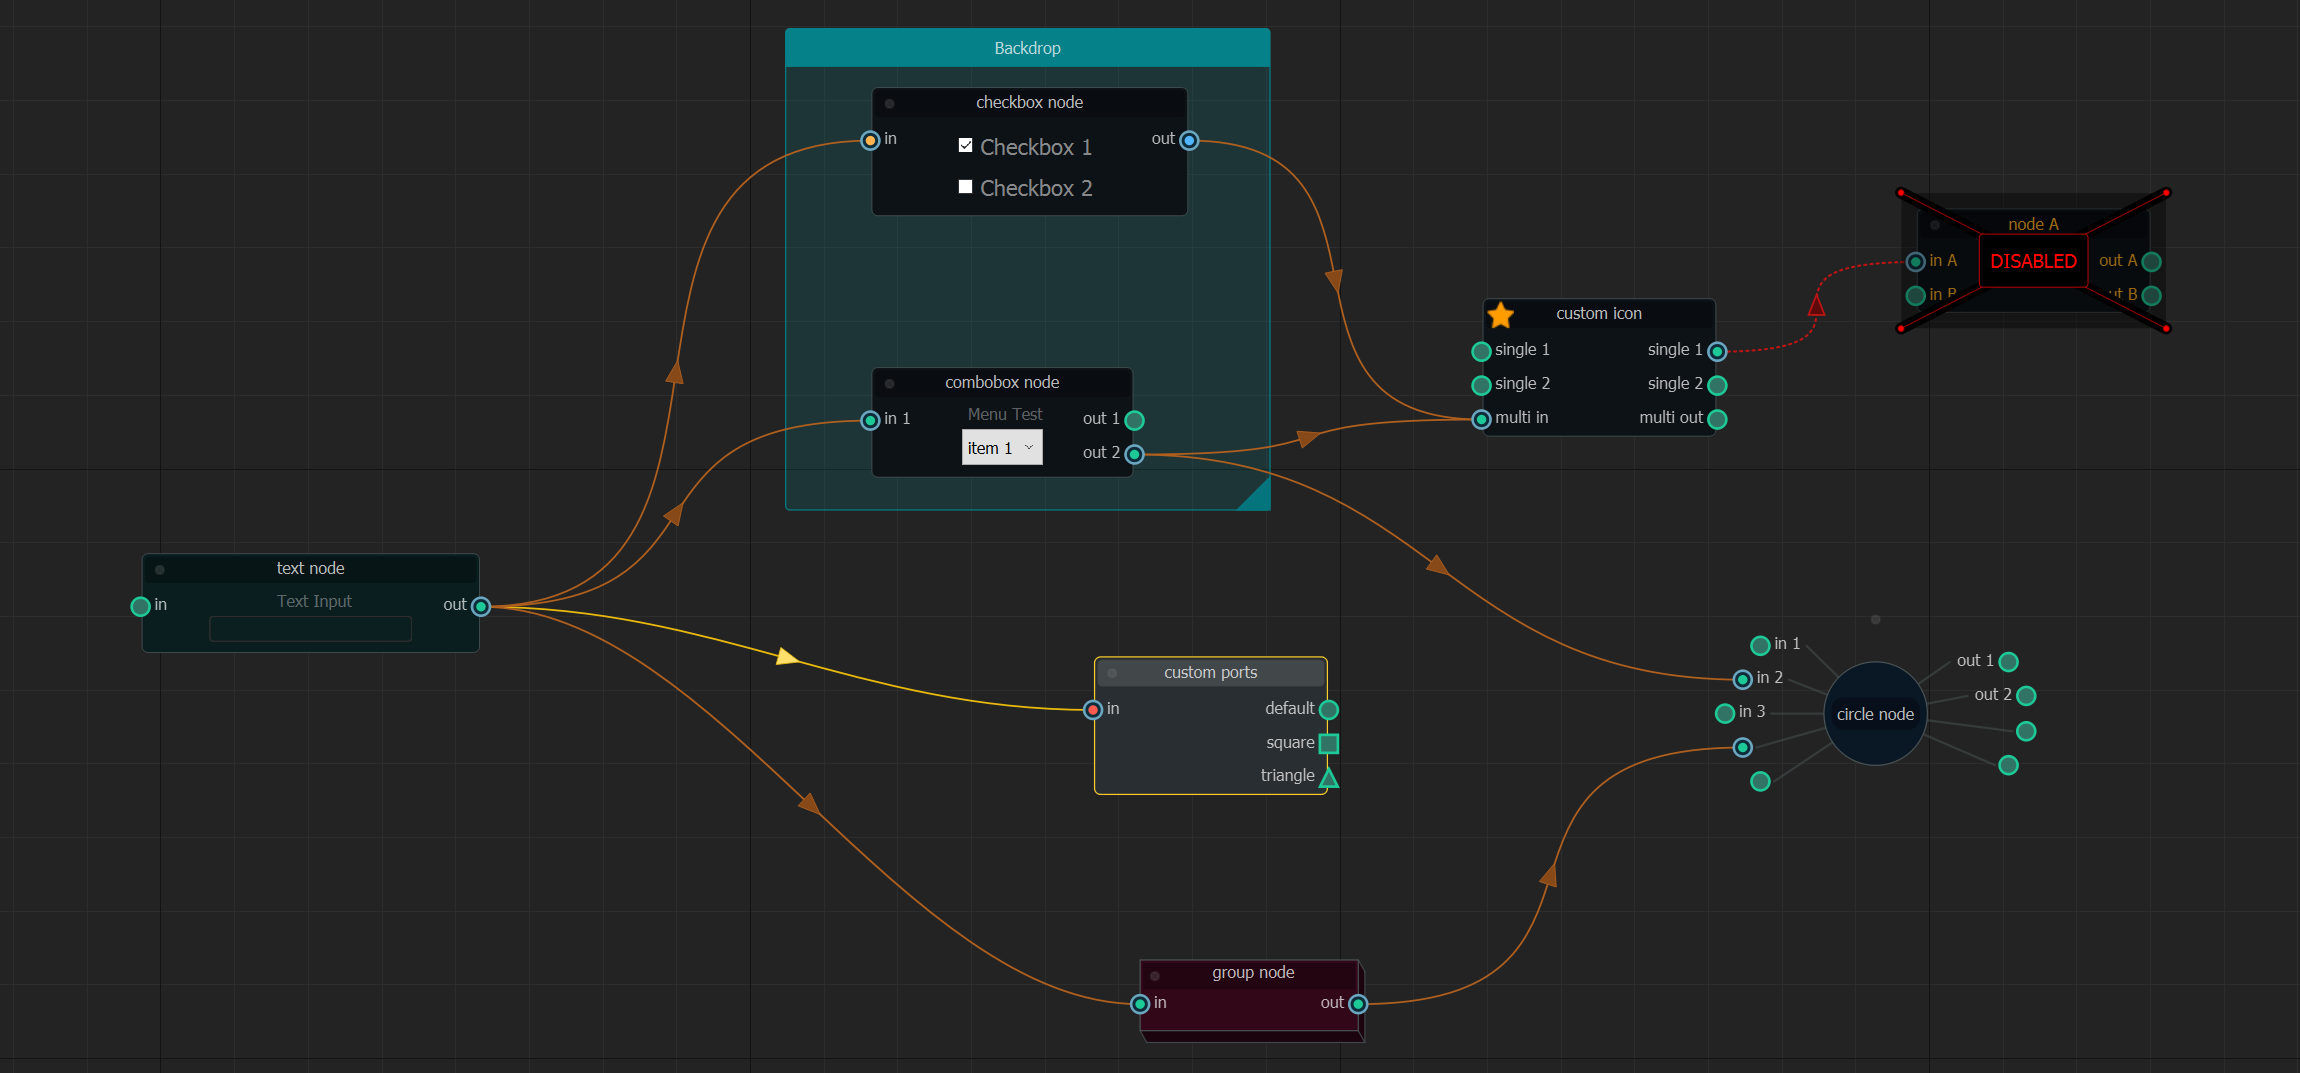 Backdrop
checkbox node
in
Checkbox 1
out
Checkbox 2
combobox node
Menu Test
in 1
out 1
item 1
out 2
custom icon
single 1
single 1
single 2
single 2
multi in
multi out
node A
in A
DISABLED
out A
in B
ut B
text node
Text Input
in
out
custom ports
in
default
square
triangle
in 1
in 2
in 3
circle node
out 1
out 2
group node
in
out